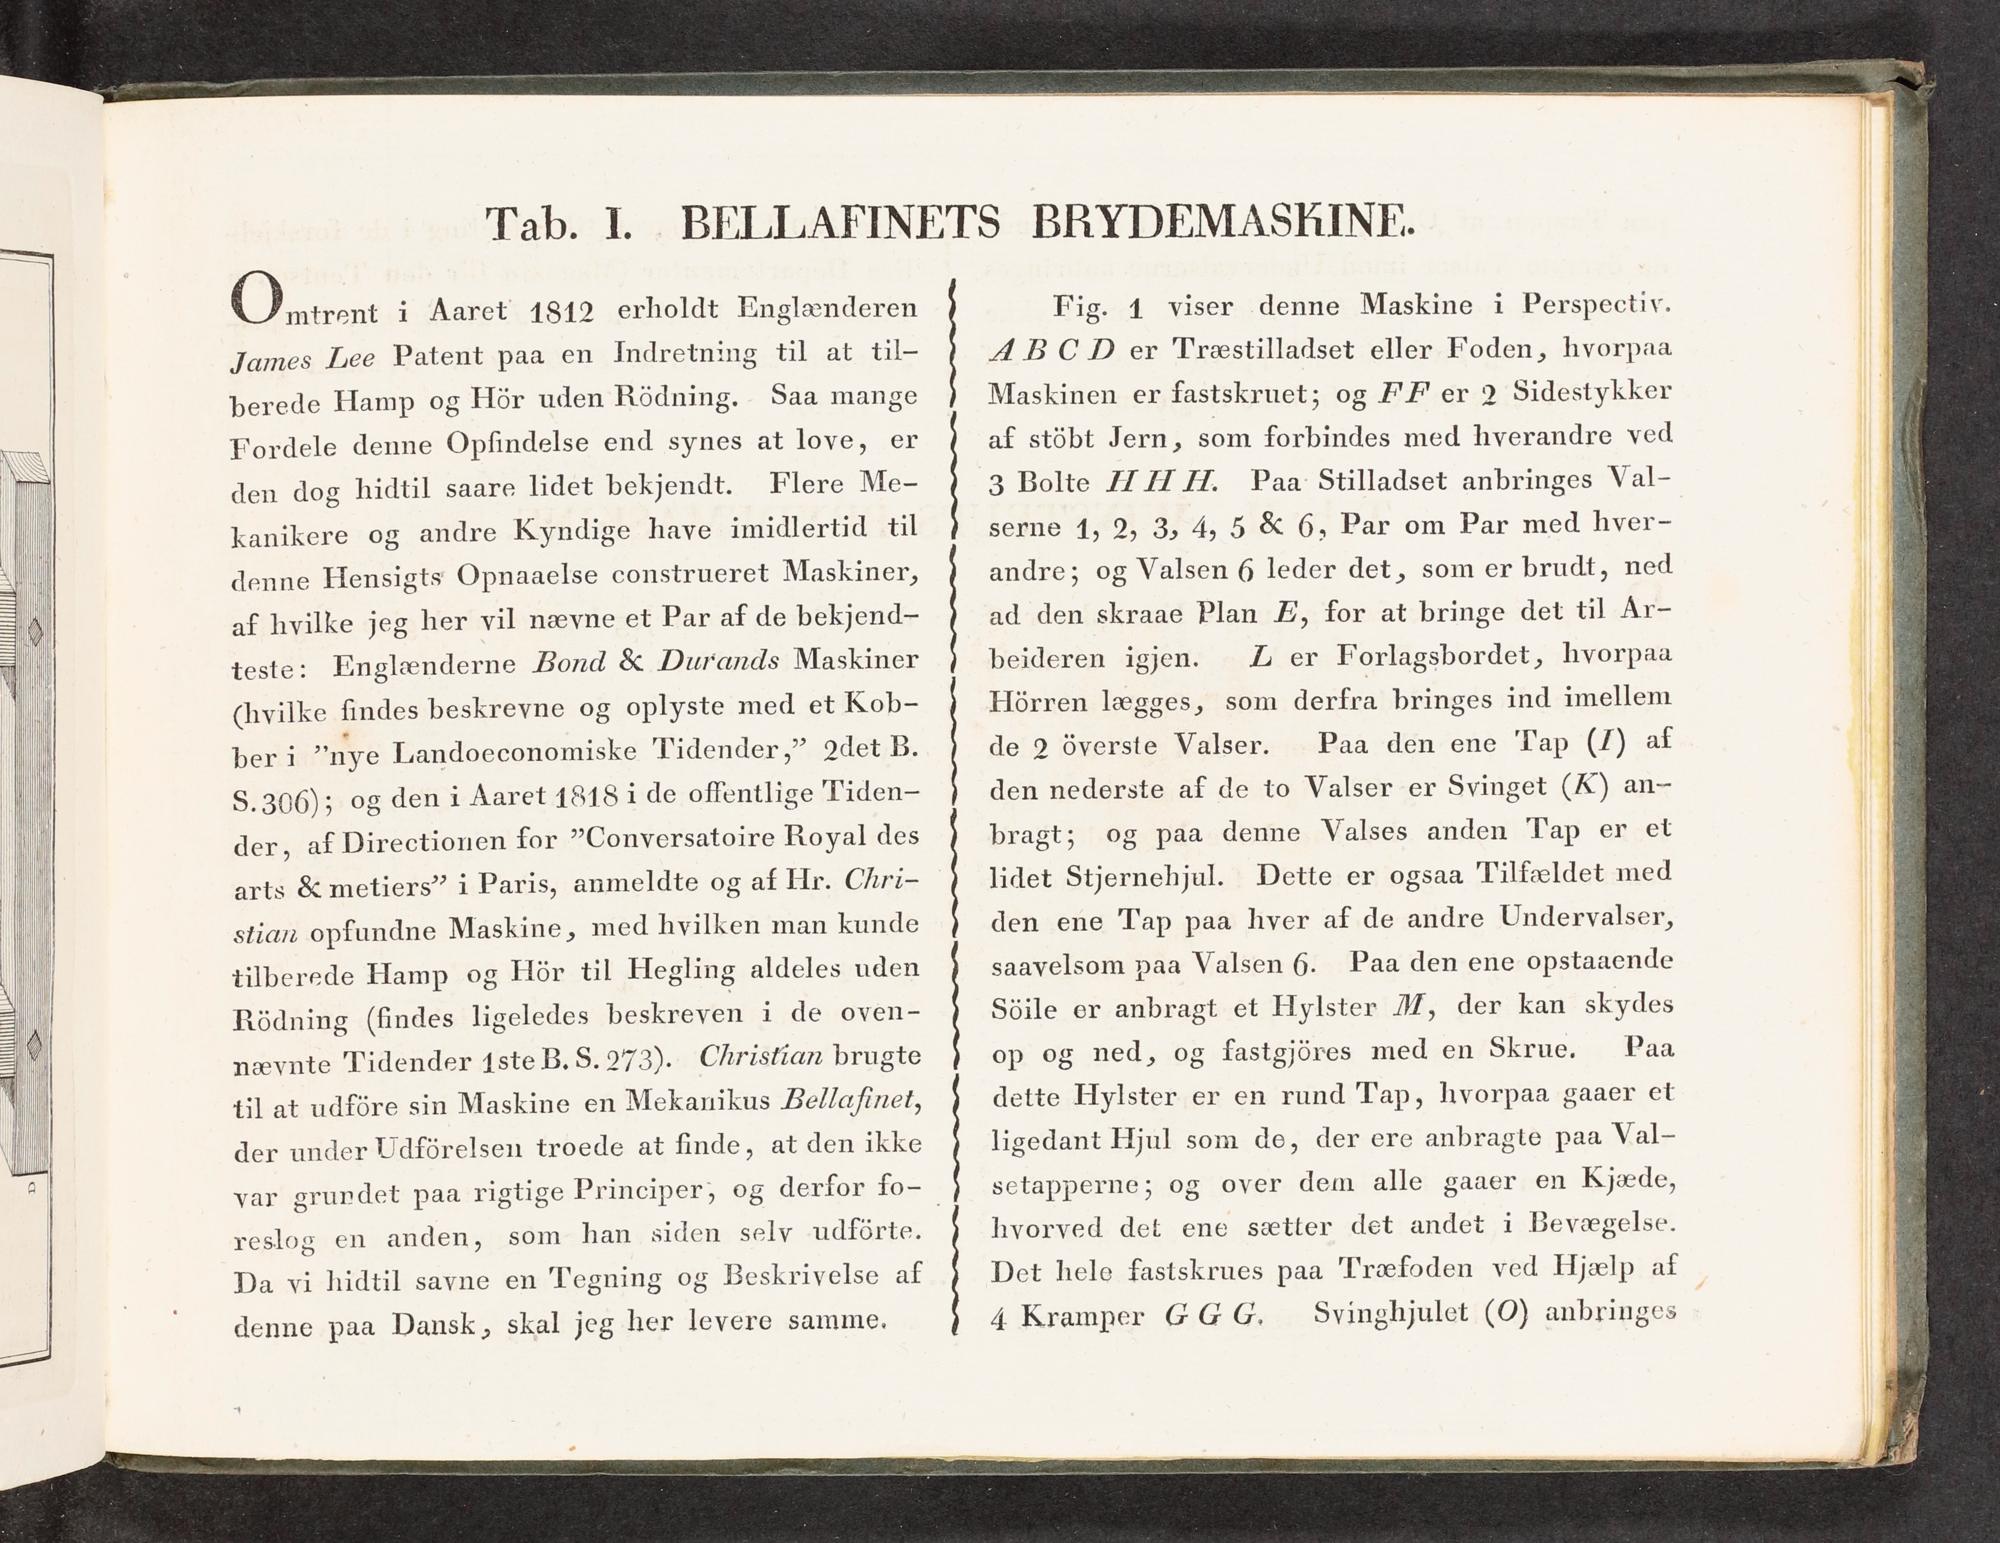 Tab. I. BELLAFINETS BRYDEMASKINE.
Omtrent i Aaret 1812 erholdt Englænderen
James Lee Patent paa en Indretning til at til-
berede Hamp og Hör uden Rödning. Saa mange
Fordele denne Opfindelse end synes at love, er
den dog hidtil saare lidet bekjendt. Flere Me-
kanikere og andre Kyndige have imidlertid til
denne Hensigts Opnaaelse construeret Maskiner,
af hvilke jeg her vil nævne et Par af de bekjend-
teste: Englænderne Bond & Durands Maskiner
(hvilke findes beskrevne og oplyste med et Kob-
ber i ”nye Landoeconomiske Tidender,” 2det B.
S. 306); og den i Aaret 1818 i de offentlige Tiden-
der, af Directionen for ”Conversatoire Royal des
arts & metiers” i Paris, anmeldte og af Hr. Chri-
stian opfundne Maskine, med hvilken man kunde
tilberede Hamp og Hör til Hegling aldeles uden
Rödning (findes ligeledes beskreven i de oven-
nævnte Tidender 1ste B. S. 273). Christian brugte
til at udföre sin Maskine en Mekanikus Bellafinet,
der under Udförelsen troede at finde, at den ikke
var grundet paa rigtige Principer, og derfor fo-
reslog en anden, som han siden selv udförte.
Da vi hidtil savne en Tegning og Beskrivelse af
denne paa Dansk, skal jeg her levere samme.
Fig. 1 viser denne Maskine i Perspectiv.
A B C D er Træstilladset eller Foden, hvorpaa
Maskinen er fastskruet; og F F er 2 Sidestykker
af stöbt Jern, som forbindes med hverandre ved
3 Bolte H H H. Paa Stilladset anbringes Val-
serne 1, 2, 3, 4, 5 & 6, Par om Par med hver-
andre; og Valsen 6 leder det, som er brudt, ned
ad den skraae Plan E, for at bringe det til Ar-
beideren igjen. L er Forlagsbordet, hvorpaa
Hörren lægges, som derfra bringes ind imellem
de 2 överste Valser. Paa den ene Tap (I) af
den nederste af de to Valser er Svinget (K) an-
bragt; og paa denne Valses anden Tap er et
lidet Stjernehjul. Dette er ogsaa Tilfældet med
den ene Tap paa hver af de andre Undervalser,
saavelsom paa Valsen 6. Paa den ene opstaaende
Söile er anbragt et Hylster M, der kan skydes
op og ned, og fastgjöres med en Skrue. Paa
dette Hylster er en rund Tap, hvorpaa gaaer et
ligedant Hjul som de, der ere anbragte paa Val-
setapperne; og over dem alle gaaer en Kjæde,
hvorved det ene sætter det andet i Bevægelse.
Det hele fastskrues paa Træfoden ved Hjælp af
4 Kramper G G G. Svinghjulet (O) anbringes